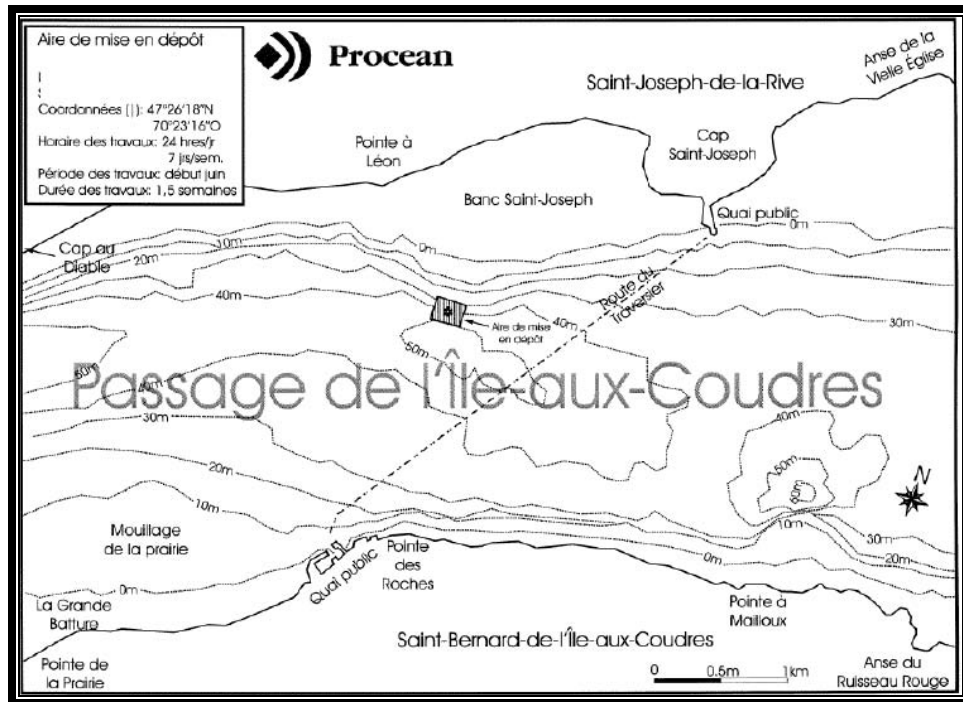 Aire de mise en dépôt
Coordonnées (||): 47°26'18"N
70°23'16"O
Horaire des travaux: 24 hres/jr
7 jrs/sem.
Période des travaux: début juin
Durée des travaux: 1,5 semaines
Procean
Anse de la
Vielle Église
Saint-Joseph-de-la-Rive
Pointe à
Léon
Cap
Saint-Joseph
Banc Saint-Joseph
Quai public
0m
0m
Cap au
Diable
10m
20m
40m
Route du
Traversier
40m
30m
Aire de mise
en dépôt
50m
50m
Passage de l'Île-aux-Coudres
40m
30m
40m
20m
50m
60m
N
10m
Mouillage
de la prairie
10m
30m
20m
0m
Quai public
Pointe
des
Roches
0m
La Grande
Batture
Pointe à
Mailloux
Saint-Bernard-de-l'Île-aux-Coudres
Pointe de
la Prairie
0 0.5m 1km
Anse du
Ruisseau Rouge